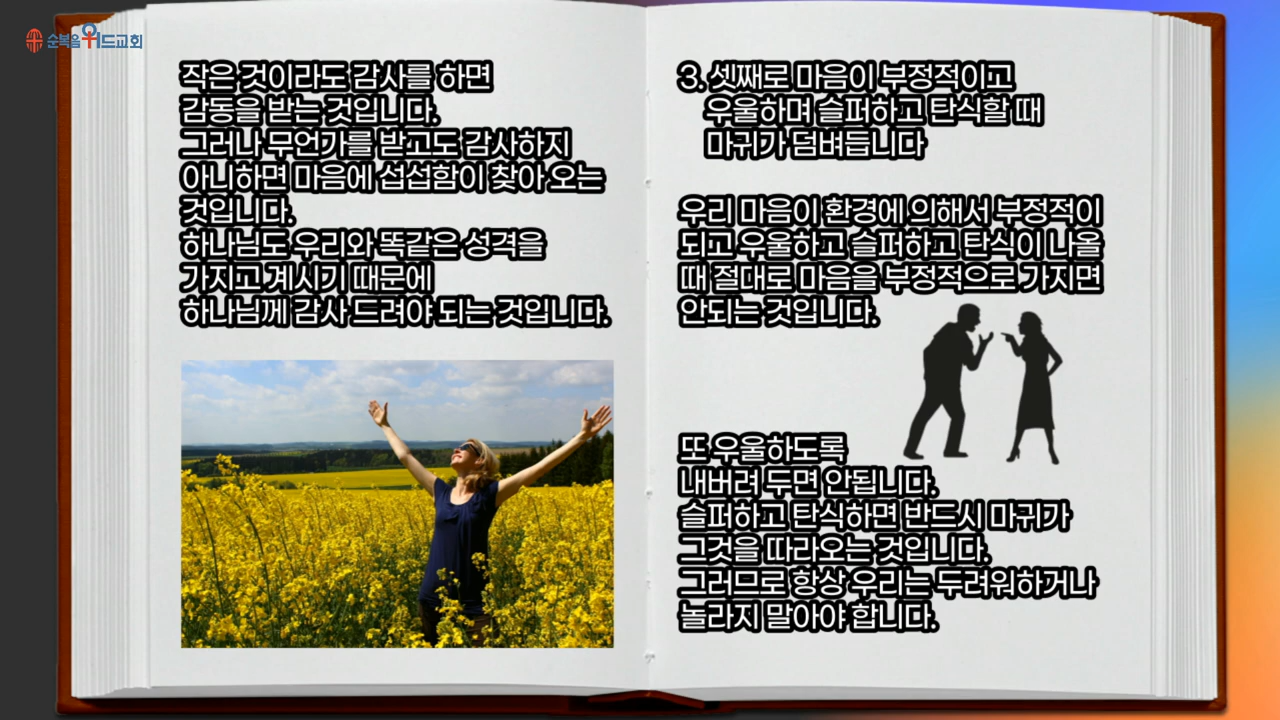 순복음위드교회
작은 것이라도 감사를 하면
감동을 받는 것입니다.
그러나 무언가를 받고도 감사하지
아니하면 마음에 섭섭함이 찾아 오는
것입니다.
하나님도 우리와 똑같은 성격을
가지고 계시기 때문에
하나님께 감사 드려야 되는 것입니다.
3. 셋째로 마음이 부정적이고
우울하며 슬퍼하고 탄식할 때
마귀가 덤벼듭니다
우리 마음이 환경에 의해서 부정적이
되고 우울하고 슬퍼하고 탄식이 나올
때 절대로 마음을 부정적으로 가지면
안되는 것입니다.
또 우울하도록
내버려 두면 안됩니다.
슬퍼하고 탄식하면 반드시 마귀가
그것을 따라오는 것입니다.
그러므로 항상 우리는 두려워하거나
놀라지 말아야 합니다.